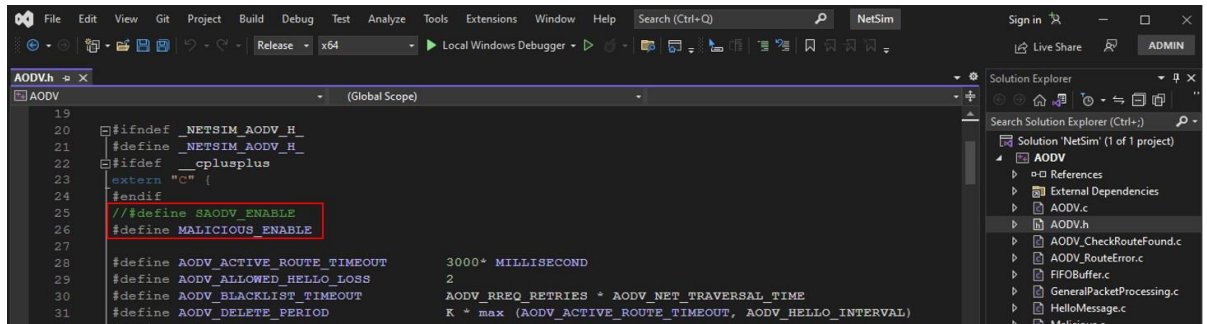 File Edit View Git Project Build Debug Test Analyze Tools Extensions Window Help Search (Ctrl+Q) NetSim Sign in
Release x64 Local Windows Debugger Live Share ADMIN
AODV.h
AODV (Global Scope)
19
20 #ifndef _NETSIM_AODV_H_
21 #define _NETSIM_AODV_H_
22 #ifdef __cplusplus
23 extern "C" {
24 #endif
25 //#define SAODV_ENABLE
26 #define MALICIOUS_ENABLE
27
28 #define AODV_ACTIVE_ROUTE_TIMEOUT 3000* MILLISECOND
29 #define AODV_ALLOWED_HELLO_LOSS 2
30 #define AODV_BLACKLIST_TIMEOUT AODV_RREQ_RETRIES * AODV_NET_TRAVERSAL_TIME
31 #define AODV_DELETE_PERIOD K * max (AODV_ACTIVE_ROUTE_TIMEOUT, AODV_HELLO_INTERVAL)
Solution Explorer
Search Solution Explorer (Ctrl+;)
Solution 'NetSim' (1 of 1 project)
AODV
References
External Dependencies
AODV.c
AODV.h
AODV_CheckRouteFound.c
AODV_RouteError.c
FIFOBuffer.c
GeneralPacketProcessing.c
HelloMessage.c
Malicious.c